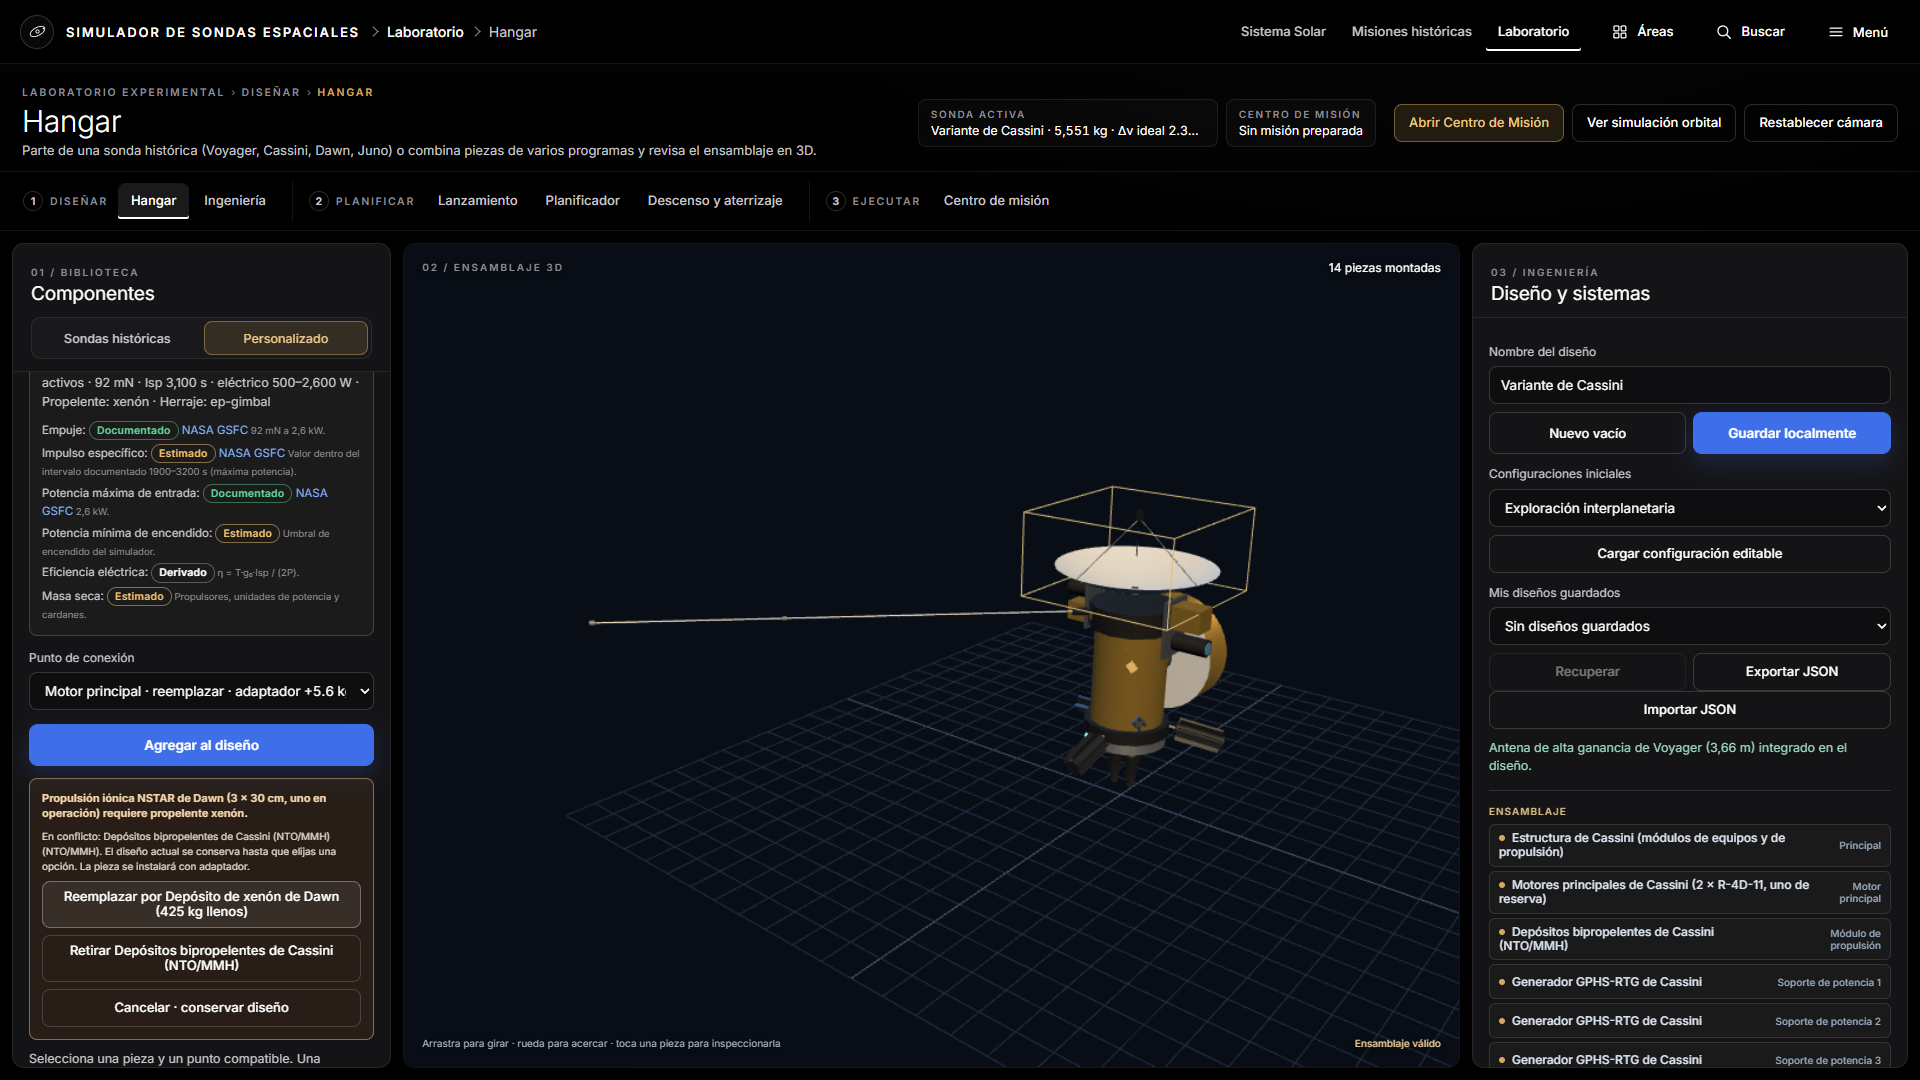 SIMULADOR DE SONDAS ESPACIALES > Laboratorio > Hangar
Sistema Solar
Misiones históricas
Laboratorio
Áreas
Buscar
Menú
LABORATORIO EXPERIMENTAL › DISEÑAR › HANGAR
Hangar
Parte de una sonda histórica (Voyager, Cassini, Dawn, Juno) o combina piezas de varios programas y revisa el ensamblaje en 3D.
SONDA ACTIVA
Variante de Cassini · 5,551 kg · Δv ideal 2.3...
CENTRO DE MISIÓN
Sin misión preparada
Abrir Centro de Misión
Ver simulación orbital
Restablecer cámara
1 DISEÑAR
Hangar
Ingeniería
2 PLANIFICAR
Lanzamiento
Planificador
Descenso y aterrizaje
3 EJECUTAR
Centro de misión
01 / BIBLIOTECA
Componentes
Sondas históricas
Personalizado
activos · 92 mN · Isp 3,100 s · eléctrico 500–2,600 W ·
Propelente: xenón · Herraje: ep-gimbal
Empuje: Documentado NASA GSFC 92 mN a 2,6 kW.
Impulso específico: Estimado NASA GSFC Valor dentro del
intervalo documentado 1900–3200 s (máxima potencia).
Potencia máxima de entrada: Documentado NASA
GSFC 2,6 kW.
Potencia mínima de encendido: Estimado Umbral de
encendido del simulador.
Eficiencia eléctrica: Derivado η = T·g₀·Isp / (2P).
Masa seca: Estimado Propulsores, unidades de potencia y
cardanes.
Punto de conexión
Motor principal · reemplazar · adaptador +5.6 k
Agregar al diseño
Propulsión iónica NSTAR de Dawn (3 × 30 cm, uno en
operación) requiere propelente xenón.
En conflicto: Depósitos bipropelentes de Cassini (NTO/MMH)
(NTO/MMH). El diseño actual se conserva hasta que elijas una
opción. La pieza se instalará con adaptador.
Reemplazar por Depósito de xenón de Dawn
(425 kg llenos)
Retirar Depósitos bipropelentes de Cassini
(NTO/MMH)
Cancelar · conservar diseño
Selecciona una pieza y un punto compatible. Una
02 / ENSAMBLAJE 3D
14 piezas montadas
Arrastra para girar · rueda para acercar · toca una pieza para inspeccionarla
Ensamblaje válido
03 / INGENIERÍA
Diseño y sistemas
Nombre del diseño
Variante de Cassini
Nuevo vacío
Guardar localmente
Configuraciones iniciales
Exploración interplanetaria
Cargar configuración editable
Mis diseños guardados
Sin diseños guardados
Recuperar
Exportar JSON
Importar JSON
Antena de alta ganancia de Voyager (3,66 m) integrado en el
diseño.
ENSAMBLAJE
Estructura de Cassini (módulos de equipos y de
propulsión)
Principal
Motores principales de Cassini (2 × R-4D-11, uno de
reserva)
Motor
principal
Depósitos bipropelentes de Cassini
(NTO/MMH)
Módulo de
propulsión
Generador GPHS-RTG de Cassini
Soporte de potencia 1
Generador GPHS-RTG de Cassini
Soporte de potencia 2
Generador GPHS-RTG de Cassini
Soporte de potencia 3